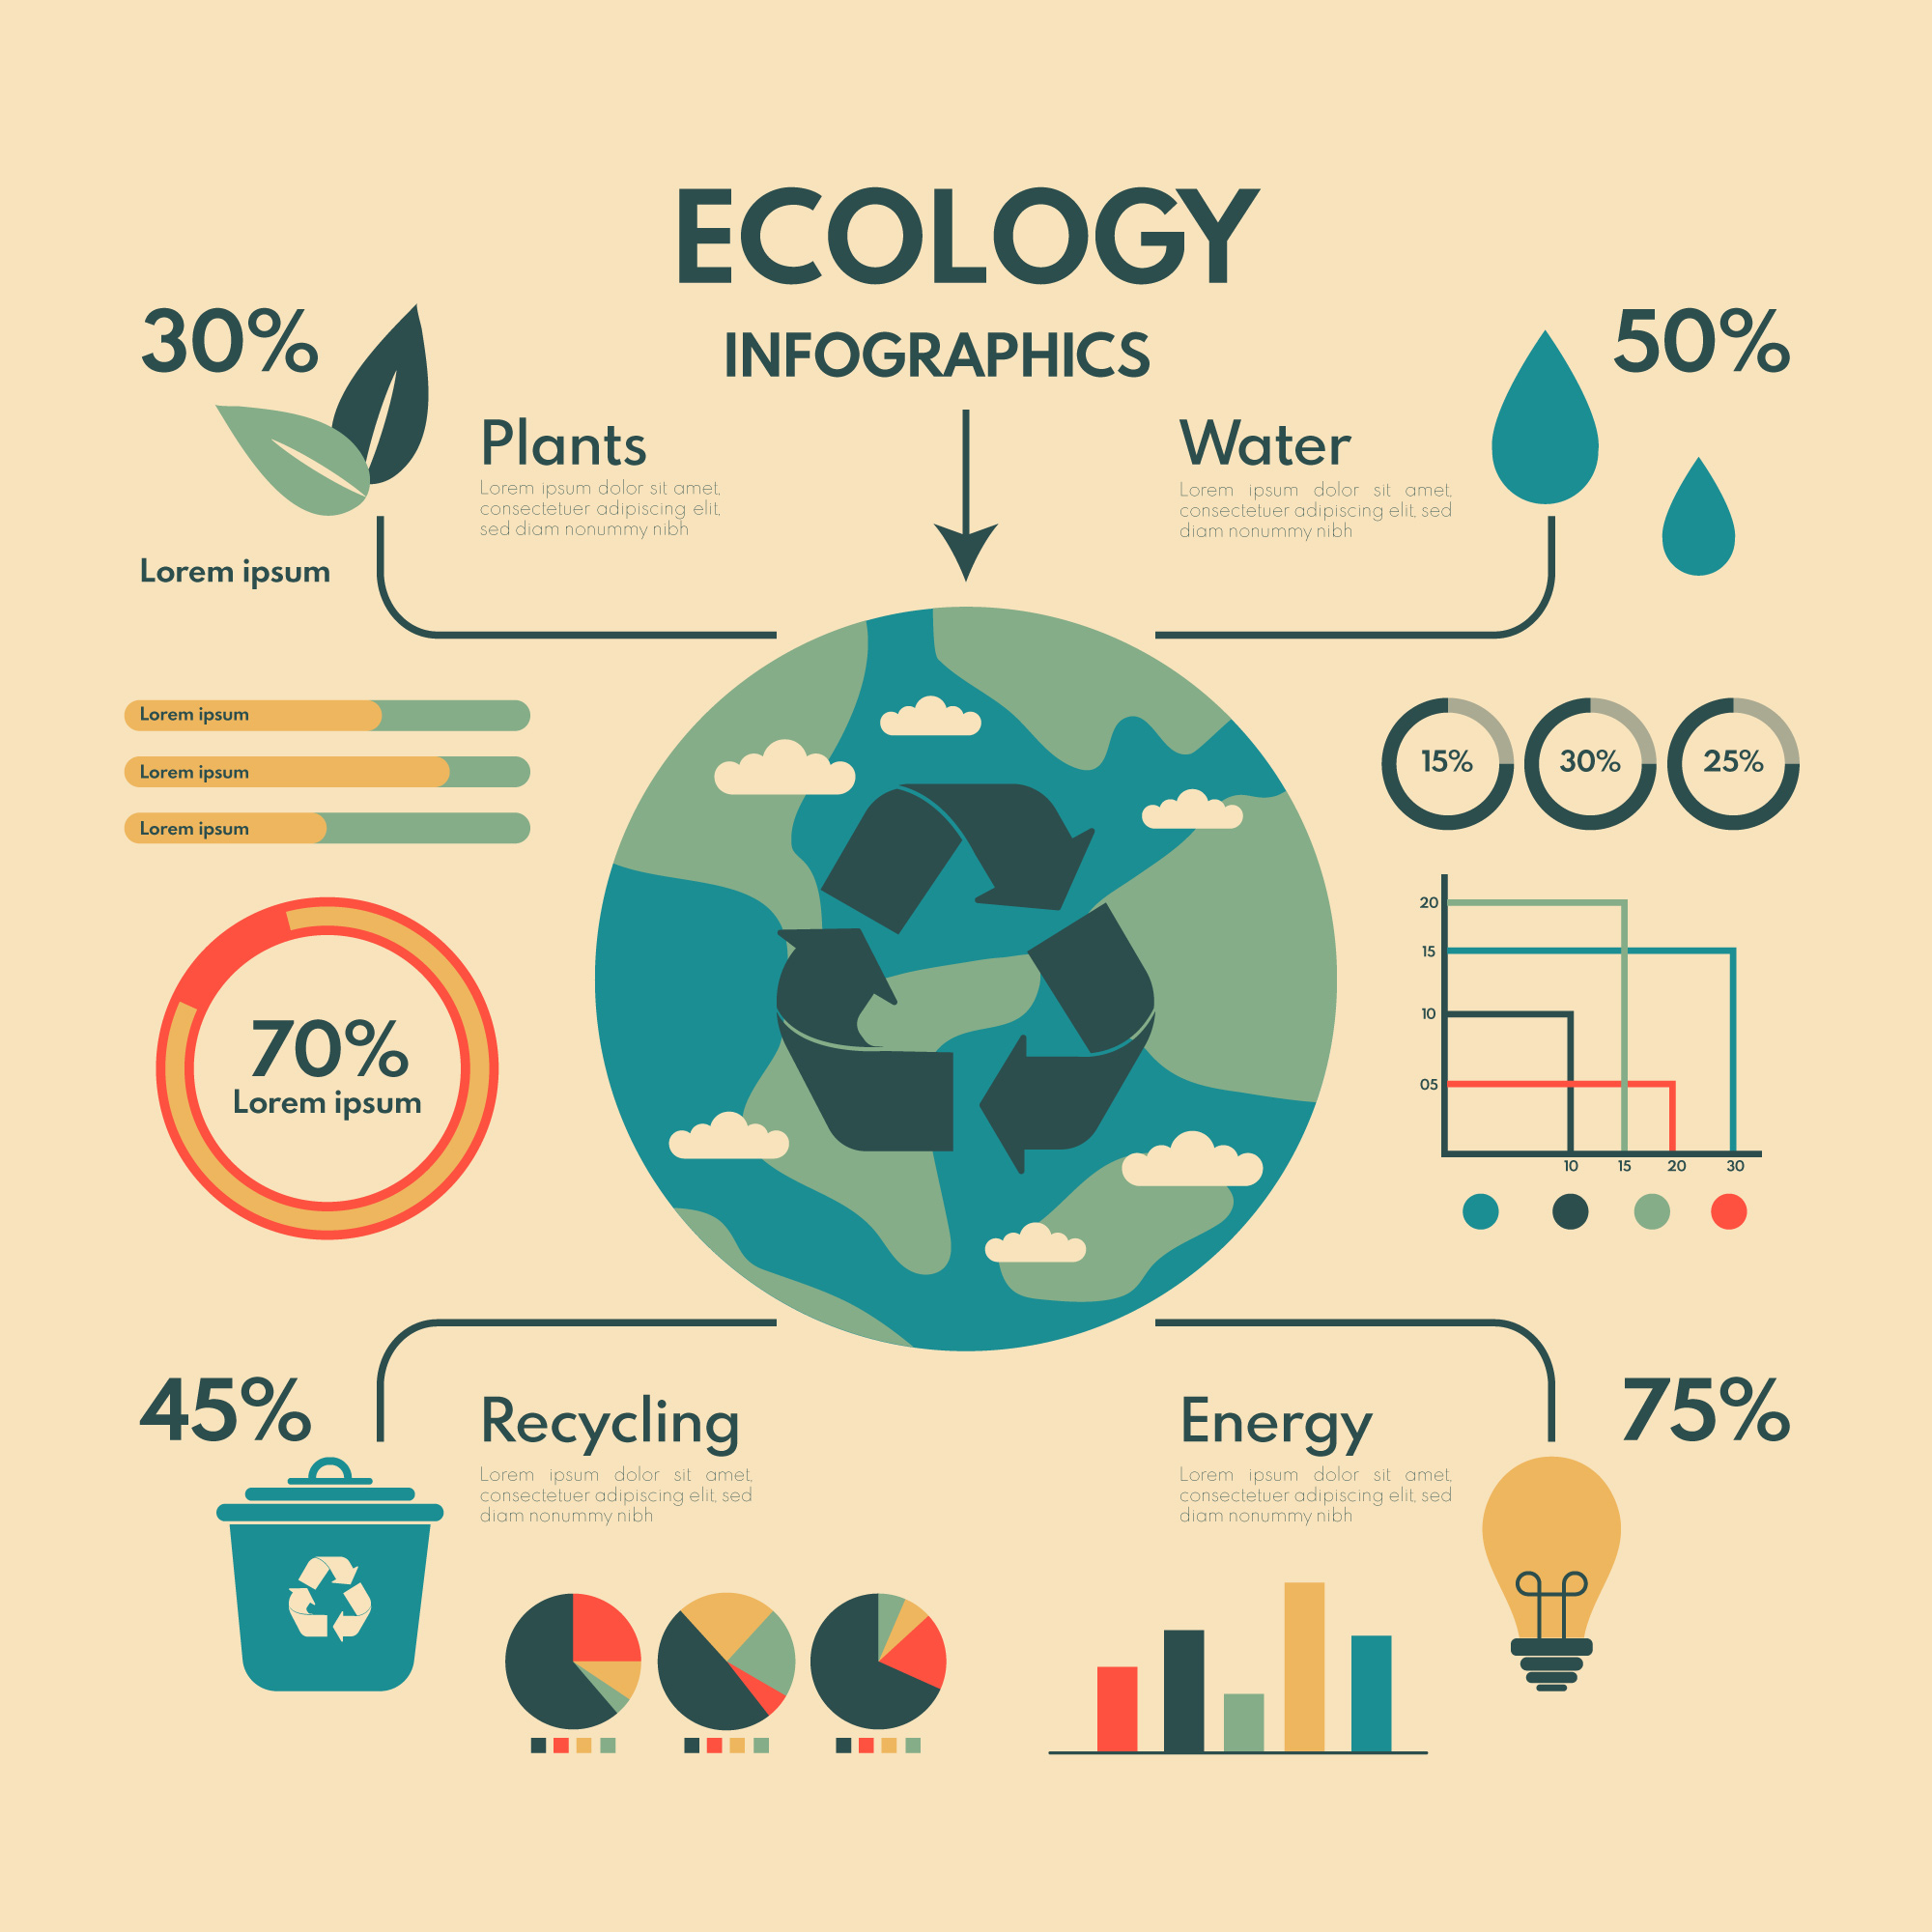 ECOLOGY
INFOGRAPHICS
30%
Plants
Lorem ipsum dolor sit amet,
consectetuer adipiscing elit,
sed diam nonummy nibh
Lorem ipsum
Lorem ipsum
Lorem ipsum
Lorem ipsum
70%
Lorem ipsum
50%
Water
Lorem ipsum dolor sit amet,
consectetuer adipiscing elit, sed
diam nonummy nibh
15% 30% 25%
20
15
10
05
10 15 20 30
45%
Recycling
Lorem ipsum dolor sit amet,
consectetuer adipiscing elit, sed
diam nonummy nibh
75%
Energy
Lorem ipsum dolor sit amet,
consectetuer adipiscing elit, sed
diam nonummy nibh